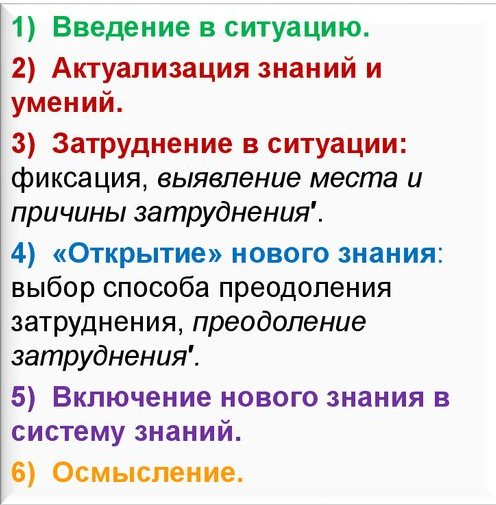 1) Введение в ситуацию.
2) Актуализация знаний и
умений.
3) Затруднение в ситуации:
фиксация, выявление места и
причины затруднения'.
4) «Открытие» нового знания:
выбор способа преодоления
затруднения, преодоление
затруднения'.
5) Включение нового знания в
систему знаний.
6) Осмысление.